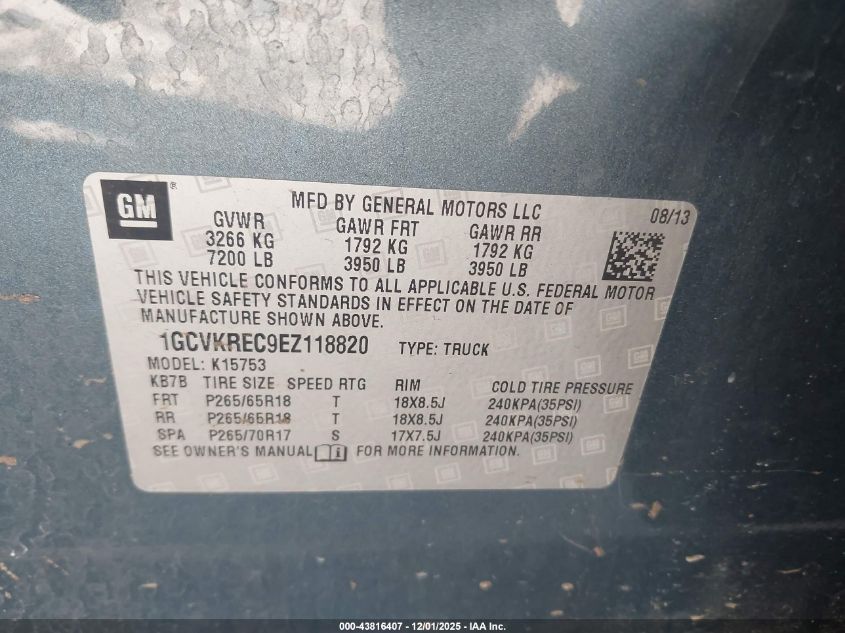 GM ®
MFD BY GENERAL MOTORS LLC 08/13
GVWR GAWR FRT GAWR RR
3266 KG 1792 KG 1792 KG
7200 LB 3950 LB 3950 LB
THIS VEHICLE CONFORMS TO ALL APPLICABLE U.S. FEDERAL MOTOR
VEHICLE SAFETY STANDARDS IN EFFECT ON THE DATE OF
MANUFACTURE SHOWN ABOVE.
1GCVKREC9EZ118820 TYPE: TRUCK
MODEL: K15753
KB7B TIRE SIZE SPEED RTG RIM COLD TIRE PRESSURE
FRT P265/65R18 T 18X8.5J 240KPA(35PSI)
RR P265/65R18 T 18X8.5J 240KPA(35PSI)
SPA P265/70R17 S 17X7.5J 240KPA(35PSI)
SEE OWNER'S MANUAL i FOR MORE INFORMATION.
000-43816407 - 12/01/2025 - IAA Inc.